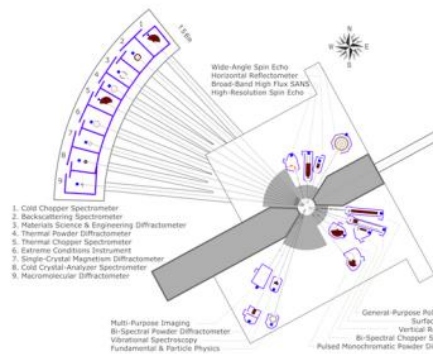 1 2 3 4 5 6 7 8 9
156m
N
W E
S
Wide-Angle Spin Echo
Horizontal Reflectometer
Broad-Band High Flux SANS
High-Resolution Spin Echo
1. Cold Chopper Spectrometer
2. Backscattering Spectrometer
3. Materials Science & Engineering Diffractometer
4. Thermal Powder Diffractometer
5. Thermal Chopper Spectrometer
6. Extreme Conditions Instrument
7. Single-Crystal Magnetism Diffractometer
8. Cold Crystal-Analyzer Spectrometer
9. Macromolecular Diffractometer
Multi-Purpose Imaging
Bi-Spectral Powder Diffractometer
Vibrational Spectroscopy
Fundamental & Particle Physics
General-Purpose Pol
Surfac
Vertical R
Bi-Spectral Chopper S
Pulsed Monochromatic Powder Di